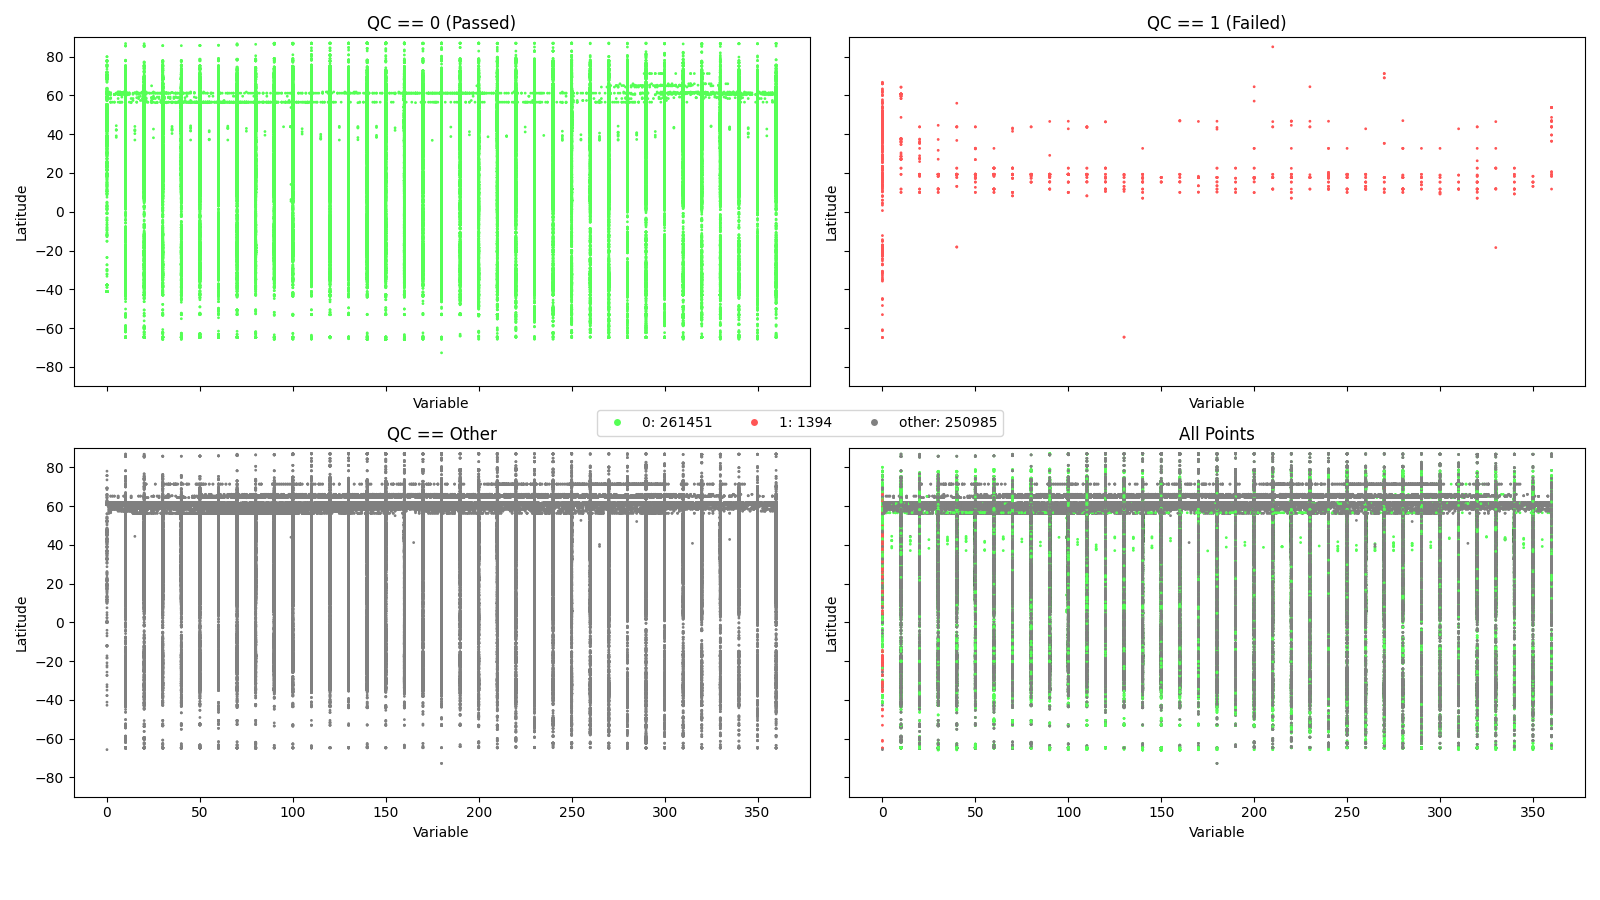 QC == 0 (Passed)
QC == 1 (Failed)
Latitude
80
60
40
20
0
−20
−40
−60
−80
Latitude
Variable
Variable
0: 261451 1: 1394 other: 250985
QC == Other
All Points
Latitude
80
60
40
20
0
−20
−40
−60
−80
Latitude
0 50 100 150 200 250 300 350
0 50 100 150 200 250 300 350
Variable
Variable